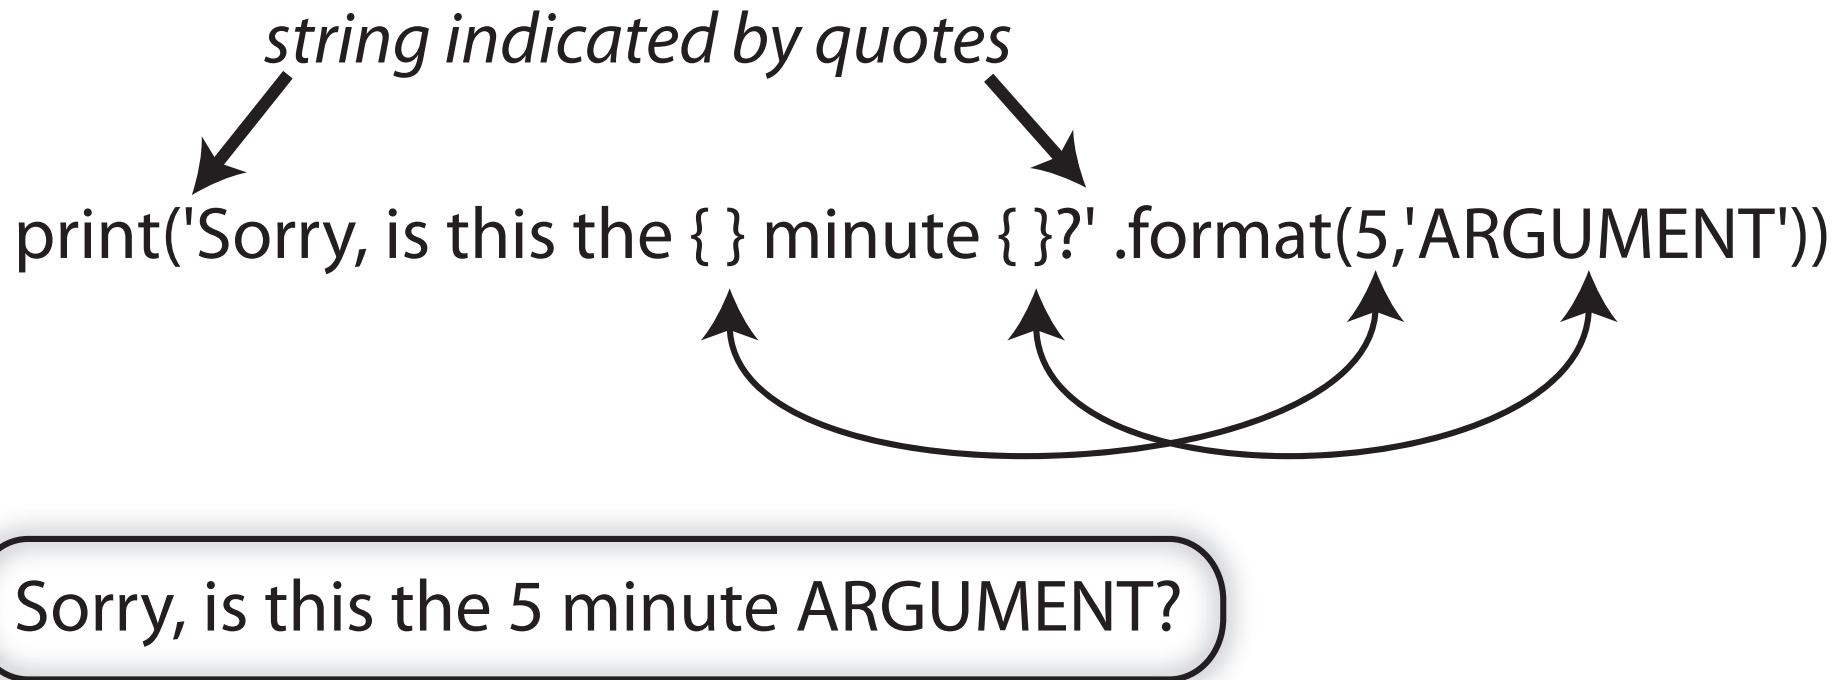 string indicated by quotes
print('Sorry, is this the { } minute { }?' .format(5,'ARGUMENT'))
Sorry, is this the 5 minute ARGUMENT?